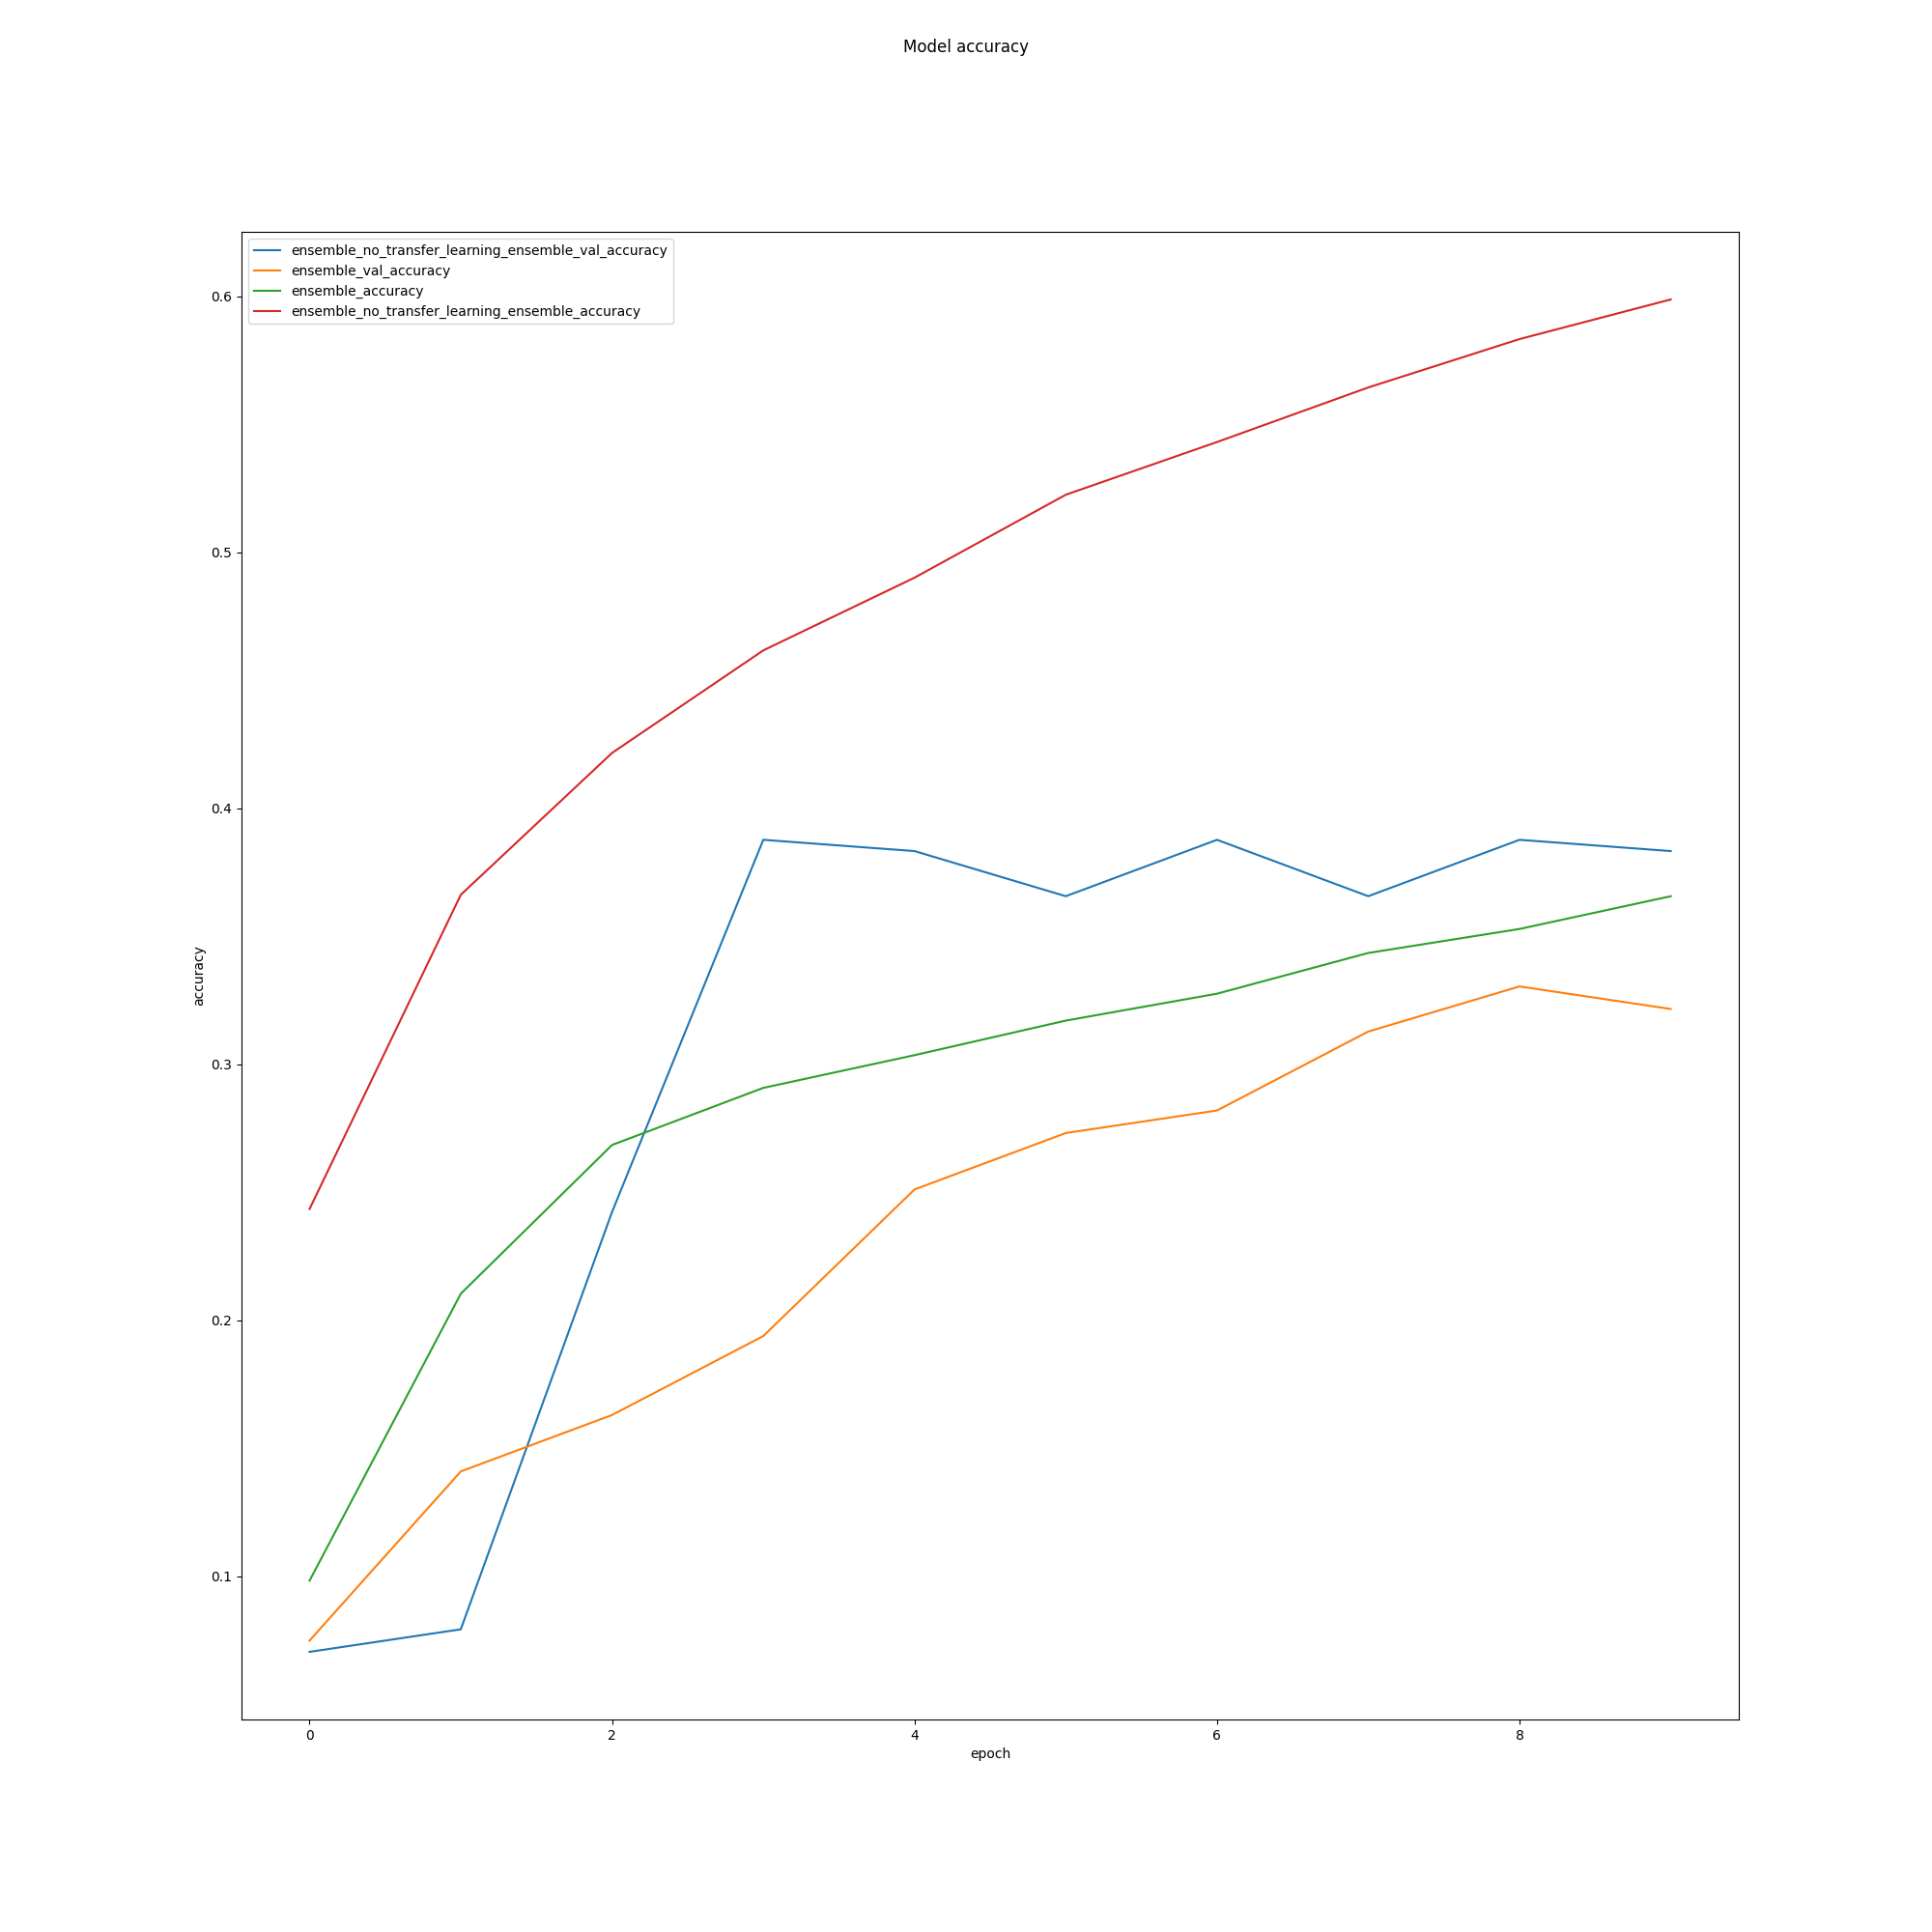 Model accuracy
ensemble_no_transfer_learning_ensemble_val_accuracy
ensemble_val_accuracy
ensemble_accuracy
ensemble_no_transfer_learning_ensemble_accuracy
0.6
0.5
0.4
accuracy
0.3
0.2
0.1
0 2 4 6 8
epoch